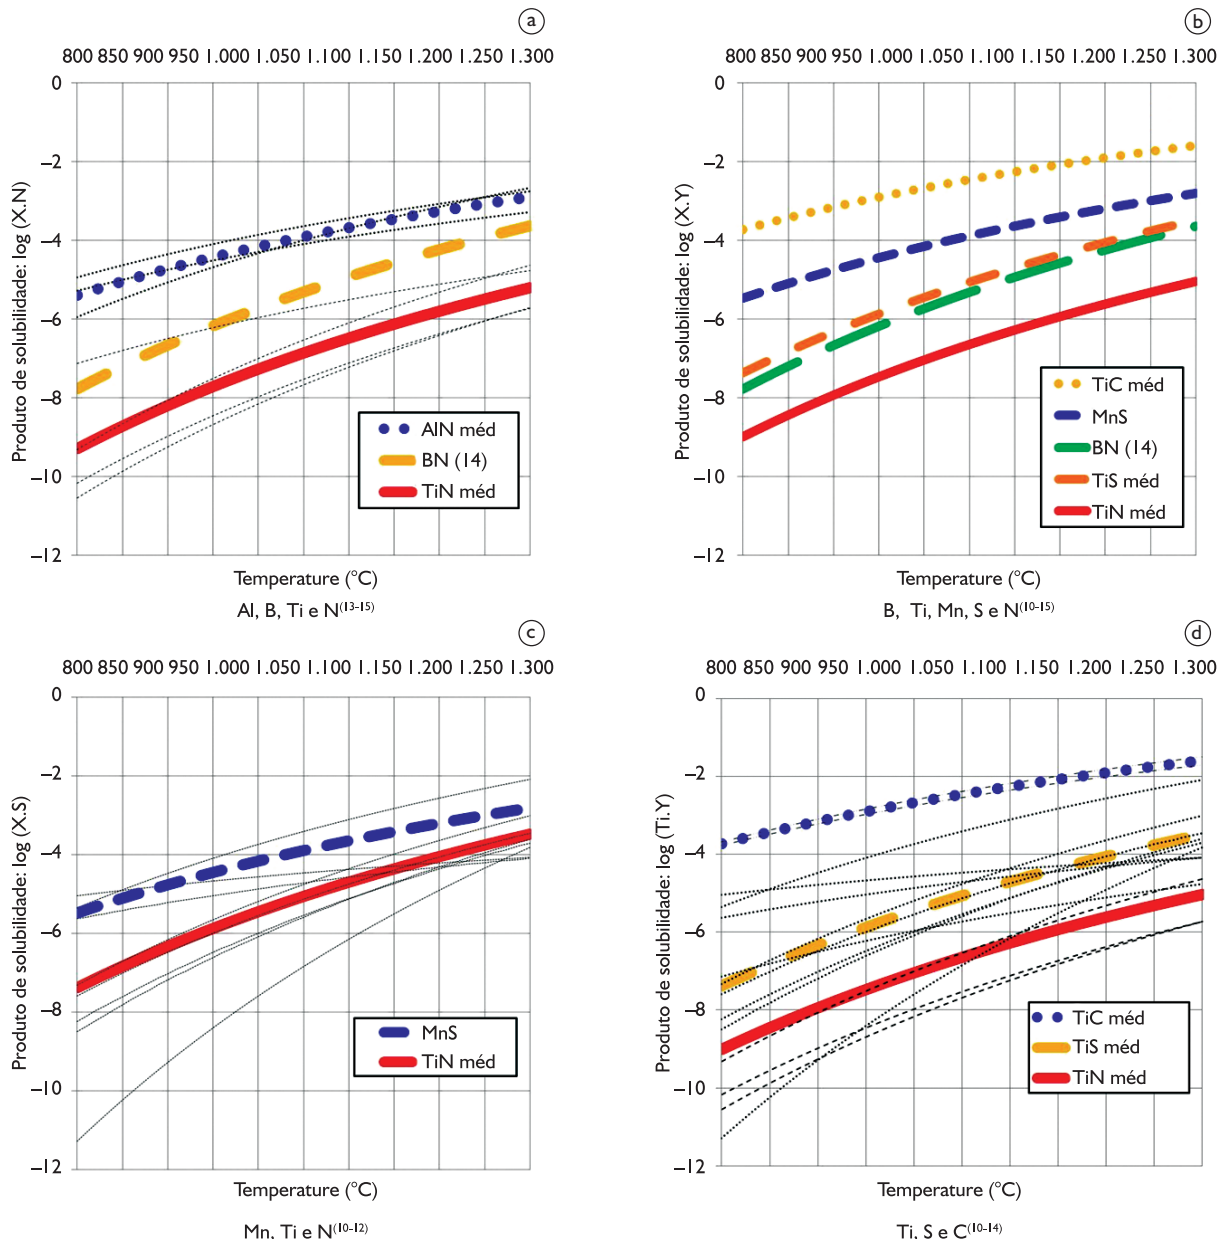 a
800 850 900 950 1.000 1.050 1.100 1.150 1.200 1.250 1.300
Produto de solubilidade: log (X.N)
0
−2
−4
−6
−8
−10
−12
AlN méd
BN (14)
TiN méd
Temperature (°C)
Al, B, Ti e N(13-15)
b
800 850 900 950 1.000 1.050 1.100 1.150 1.200 1.250 1.300
Produto de solubilidade: log (X.Y)
0
−2
−4
−6
−8
−10
−12
TiC méd
MnS
BN (14)
TiS méd
TiN méd
Temperature (°C)
B, Ti, Mn, S e N(10-15)
c
800 850 900 950 1.000 1.050 1.100 1.150 1.200 1.250 1.300
Produto de solubilidade: log (X.S)
0
−2
−4
−6
−8
−10
−12
MnS
TiN méd
Temperature (°C)
Mn, Ti e N(10-12)
d
800 850 900 950 1.000 1.050 1.100 1.150 1.200 1.250 1.300
Produto de solubilidade: log (Ti.Y)
0
−2
−4
−6
−8
−10
−12
TiC méd
TiS méd
TiN méd
Temperature (°C)
Ti, S e C(10-14)